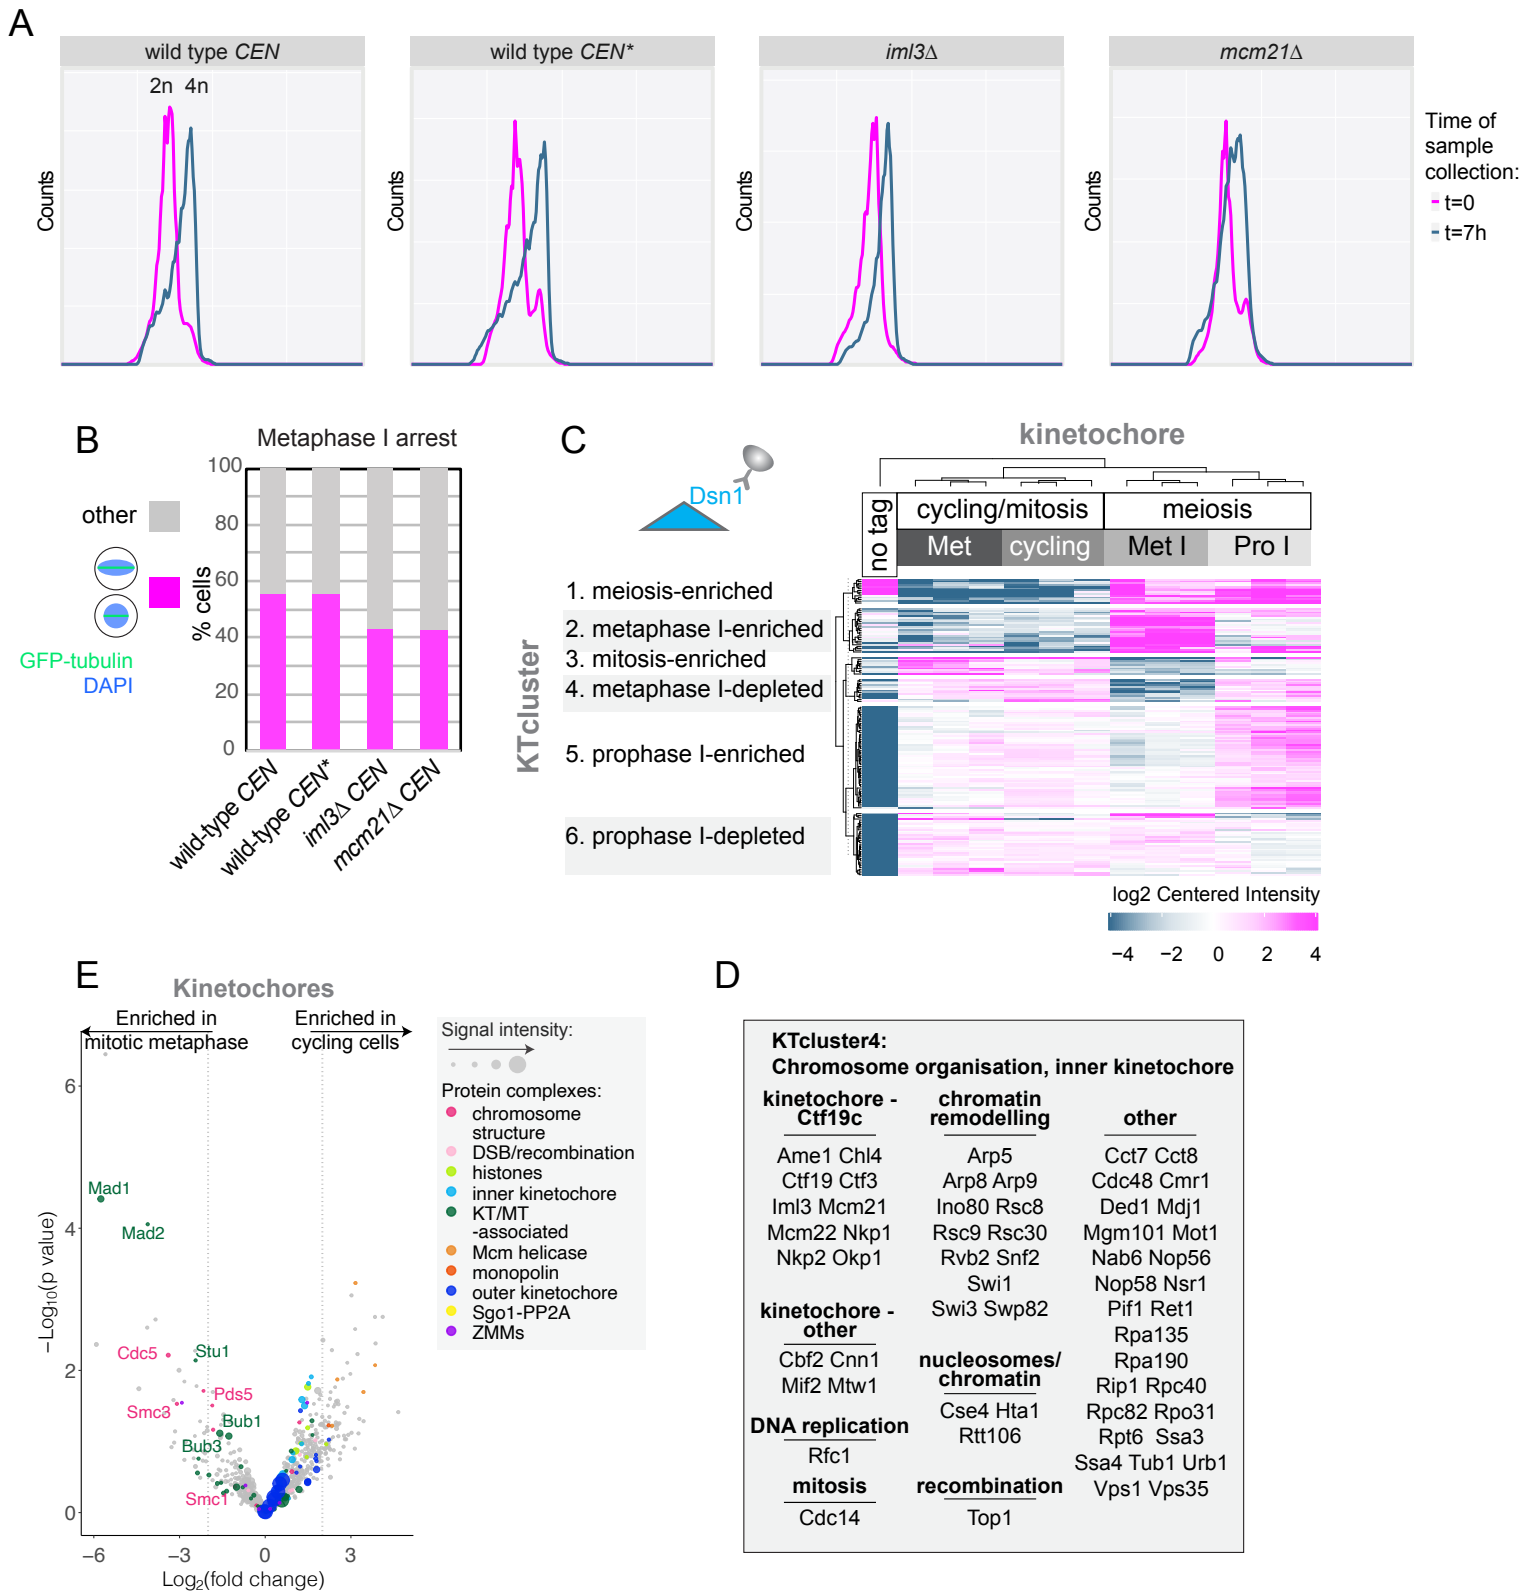 A
wild type CEN
wild type CEN*
iml3Δ
mcm21Δ
2n 4n
Counts
Counts
Counts
Counts
Time of
sample
collection:
t=0
t=7h
B
Metaphase I arrest
other
GFP-tubulin
DAPI
% cells
100
80
60
40
20
0
wild-type CEN
wild-type CEN*
iml3Δ CEN
mcm21Δ CEN
C
Dsn1
kinetochore
no tag
cycling/mitosis
meiosis
Met
cycling
Met I
Pro I
KTcluster
1. meiosis-enriched
2. metaphase I-enriched
3. mitosis-enriched
4. metaphase I-depleted
5. prophase I-enriched
6. prophase I-depleted
log2 Centered Intensity
−4 −2 0 2 4
E
Kinetochores
Enriched in
mitotic metaphase
Enriched in
cycling cells
−Log10(p value)
6
4
2
0
−6 −3 0 3
Log2(fold change)
Mad1
Mad2
Cdc5
Stu1
Pds5
Smc3
Bub1
Bub3
Smc1
Signal intensity:
Protein complexes:
chromosome
structure
DSB/recombination
histones
inner kinetochore
KT/MT
-associated
Mcm helicase
monopolin
outer kinetochore
Sgo1-PP2A
ZMMs
D
KTcluster4:
Chromosome organisation, inner kinetochore
kinetochore -
Ctf19c
Ame1 Chl4
Ctf19 Ctf3
Iml3 Mcm21
Mcm22 Nkp1
Nkp2 Okp1
kinetochore -
other
Cbf2 Cnn1
Mif2 Mtw1
DNA replication
Rfc1
mitosis
Cdc14
chromatin
remodelling
Arp5
Arp8 Arp9
Ino80 Rsc8
Rsc9 Rsc30
Rvb2 Snf2
Swi1
Swi3 Swp82
nucleosomes/
chromatin
Cse4 Hta1
Rtt106
recombination
Top1
other
Cct7 Cct8
Cdc48 Cmr1
Ded1 Mdj1
Mgm101 Mot1
Nab6 Nop56
Nop58 Nsr1
Pif1 Ret1
Rpa135
Rpa190
Rip1 Rpc40
Rpc82 Rpo31
Rpt6 Ssa3
Ssa4 Tub1 Urb1
Vps1 Vps35